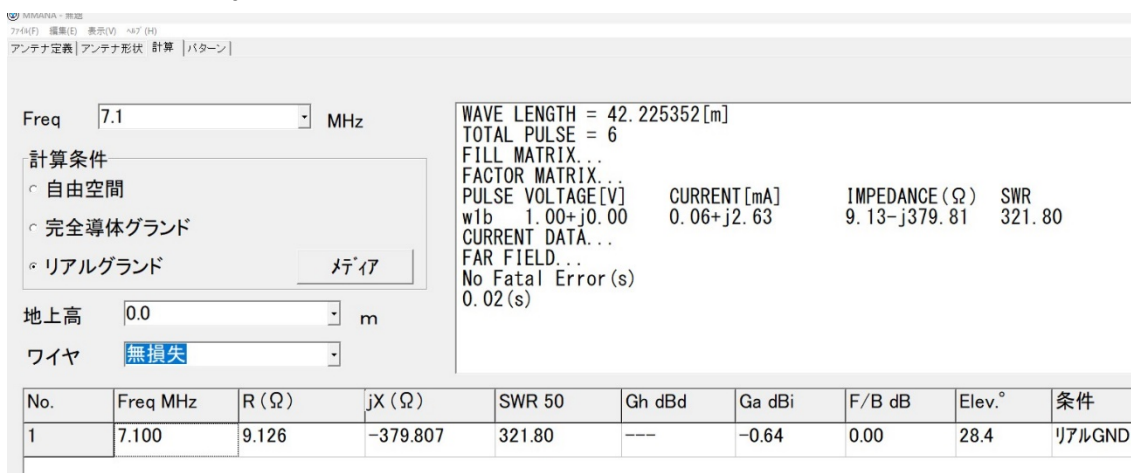 MMANA - 無題
ファイル(F) 編集(E) 表示(V) ヘルプ(H)
アンテナ定義 アンテナ形状 計算 パターン
Freq 7.1 MHz
計算条件
自由空間
完全導体グランド
リアルグランド メディア
地上高 0.0 m
ワイヤ 無損失
WAVE LENGTH = 42.225352[m]
TOTAL PULSE = 6
FILL MATRIX...
FACTOR MATRIX...
PULSE VOLTAGE[V] CURRENT[mA] IMPEDANCE(Ω) SWR
w1b 1.00+j0.00 0.06+j2.63 9.13-j379.81 321.80
CURRENT DATA...
FAR FIELD...
No Fatal Error(s)
0.02(s)
No. Freq MHz R(Ω) jX(Ω) SWR 50 Gh dBd Ga dBi F/B dB Elev.° 条件
1 7.100 9.126 -379.807 321.80 --- -0.64 0.00 28.4 リアルGND